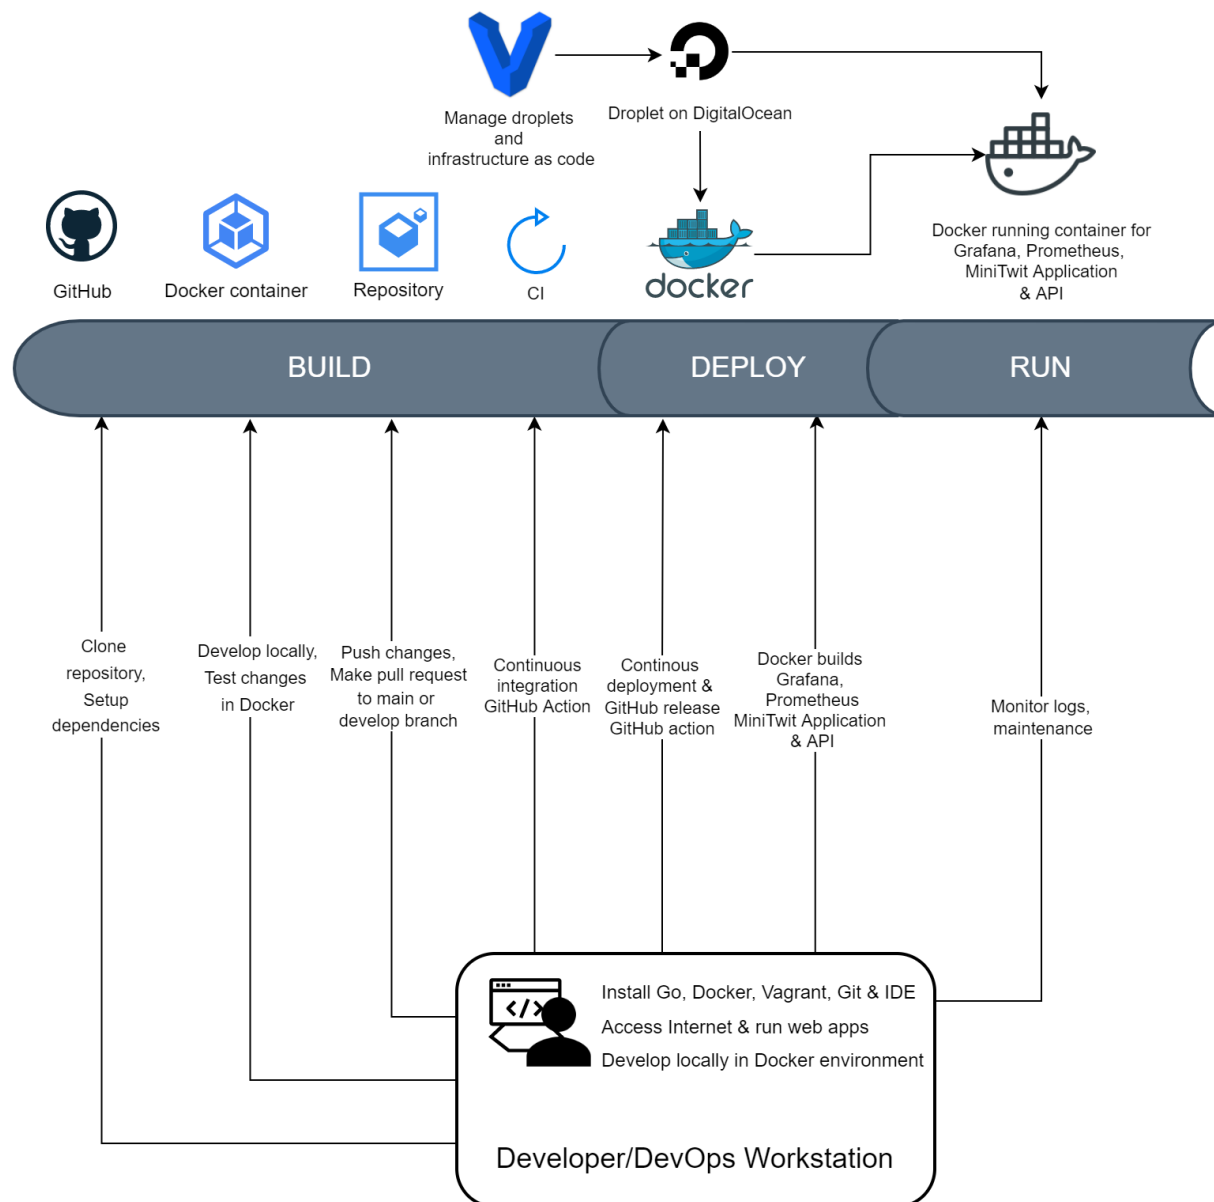 Manage droplets
and
infrastructure as code
Droplet on DigitalOcean
GitHub
Docker container
Repository
CI
docker
Docker running container for
Grafana, Prometheus,
MiniTwit Application
& API
BUILD
DEPLOY
RUN
Clone
repository,
Setup
dependencies
Develop locally,
Test changes
in Docker
Push changes,
Make pull request
to main or
develop branch
Continuous
integration
GitHub Action
Continous
deployment &
GitHub release
GitHub action
Docker builds
Grafana,
Prometheus
MiniTwit Application
& API
Monitor logs,
maintenance
</>
Install Go, Docker, Vagrant, Git & IDE
Access Internet & run web apps
Develop locally in Docker environment
Developer/DevOps Workstation